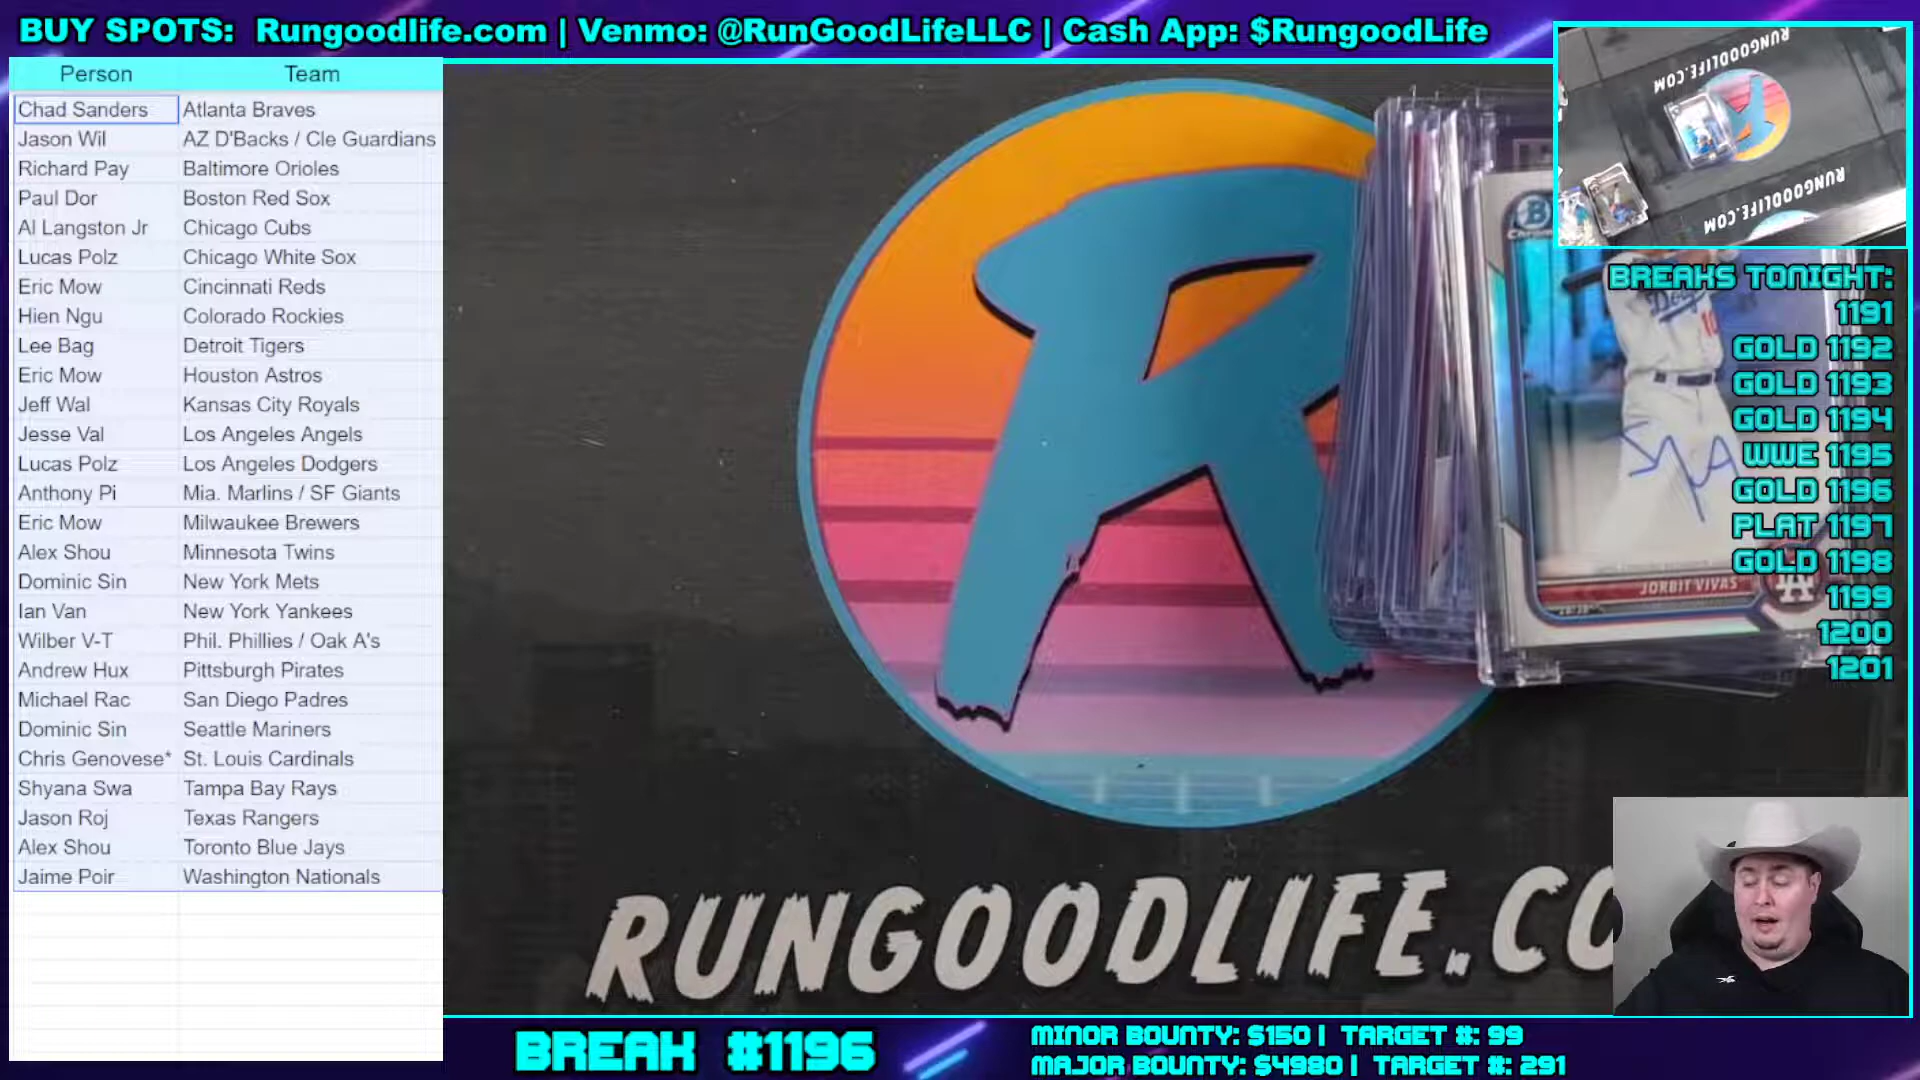 BUY SPOTS: Rungoodlife.com | Venmo: @RunGoodLifeLLC | Cash App: $RungoodLife
Person Team
Chad Sanders Atlanta Braves
Jason Wil AZ D'Backs / Cle Guardians
Richard Pay Baltimore Orioles
Paul Dor Boston Red Sox
Al Langston Jr Chicago Cubs
Lucas Polz Chicago White Sox
Eric Mow Cincinnati Reds
Hien Ngu Colorado Rockies
Lee Bag Detroit Tigers
Eric Mow Houston Astros
Jeff Wal Kansas City Royals
Jesse Val Los Angeles Angels
Lucas Polz Los Angeles Dodgers
Anthony Pi Mia. Marlins / SF Giants
Eric Mow Milwaukee Brewers
Alex Shou Minnesota Twins
Dominic Sin New York Mets
Ian Van New York Yankees
Wilber V-T Phil. Phillies / Oak A's
Andrew Hux Pittsburgh Pirates
Michael Rac San Diego Padres
Dominic Sin Seattle Mariners
Chris Genovese* St. Louis Cardinals
Shyana Swa Tampa Bay Rays
Jason Roj Texas Rangers
Alex Shou Toronto Blue Jays
Jaime Poir Washington Nationals
R
RUNGOODLIFE.CO
JORBIT VIVAS
LA
RUNGOODLIFE.COM
RUNGOODLIFE.COM
BREAKS TONIGHT:
1191
GOLD 1192
GOLD 1193
GOLD 1194
WWE 1195
GOLD 1196
PLAT 1197
GOLD 1198
1199
1200
1201
BREAK #1196
MINOR BOUNTY: $150 | TARGET #: 99
MAJOR BOUNTY: $4980 | TARGET #: 291